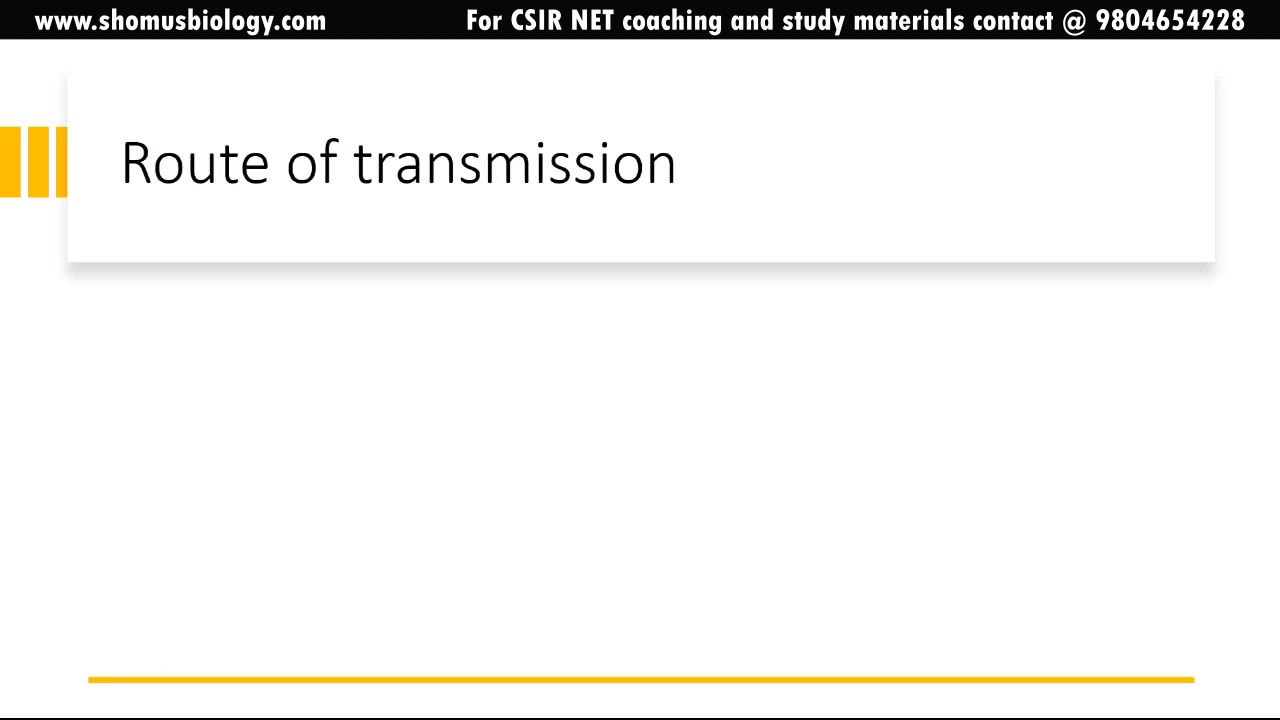 www.shomusbiology.com For CSIR NET coaching and study materials contact @ 9804654228
Route of transmission